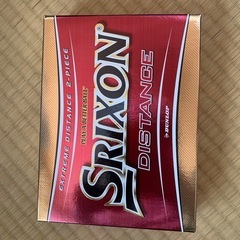 EXTREME DISTANCE 2-PIECE
SRIXON
DISTANCE
DUNLOP